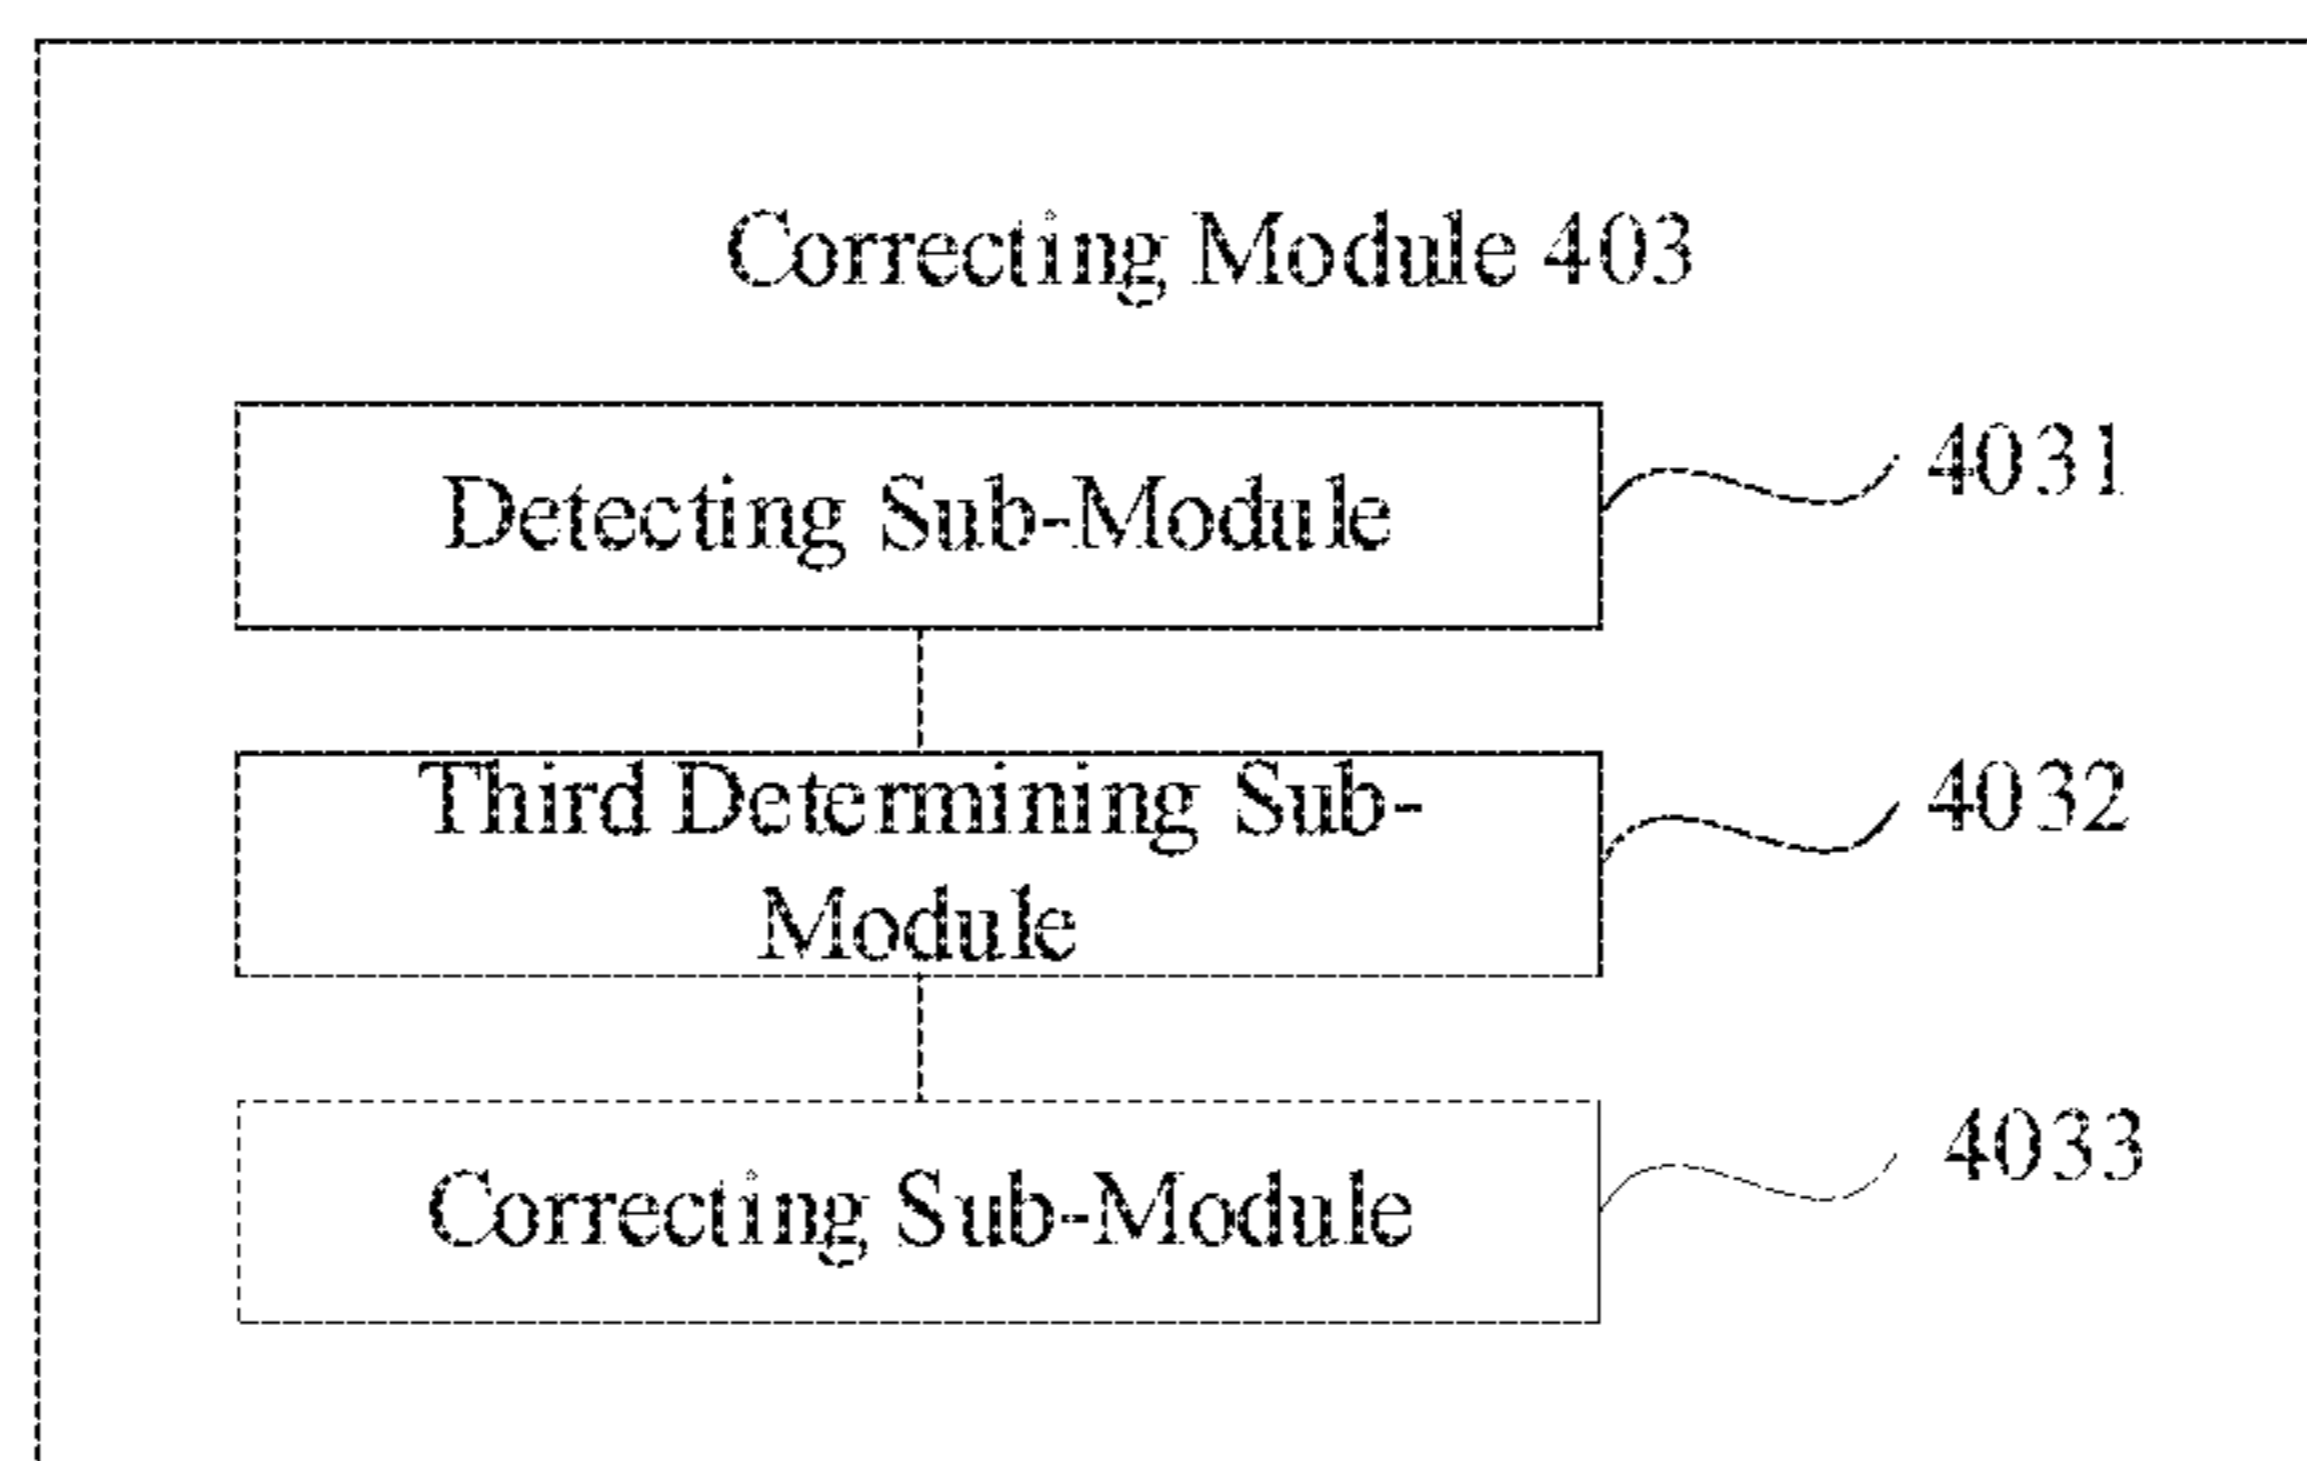 Correcting Module 403
Detecting Sub-Module
4031
Third Determining Sub-
Module
4032
Correcting Sub-Module
4033